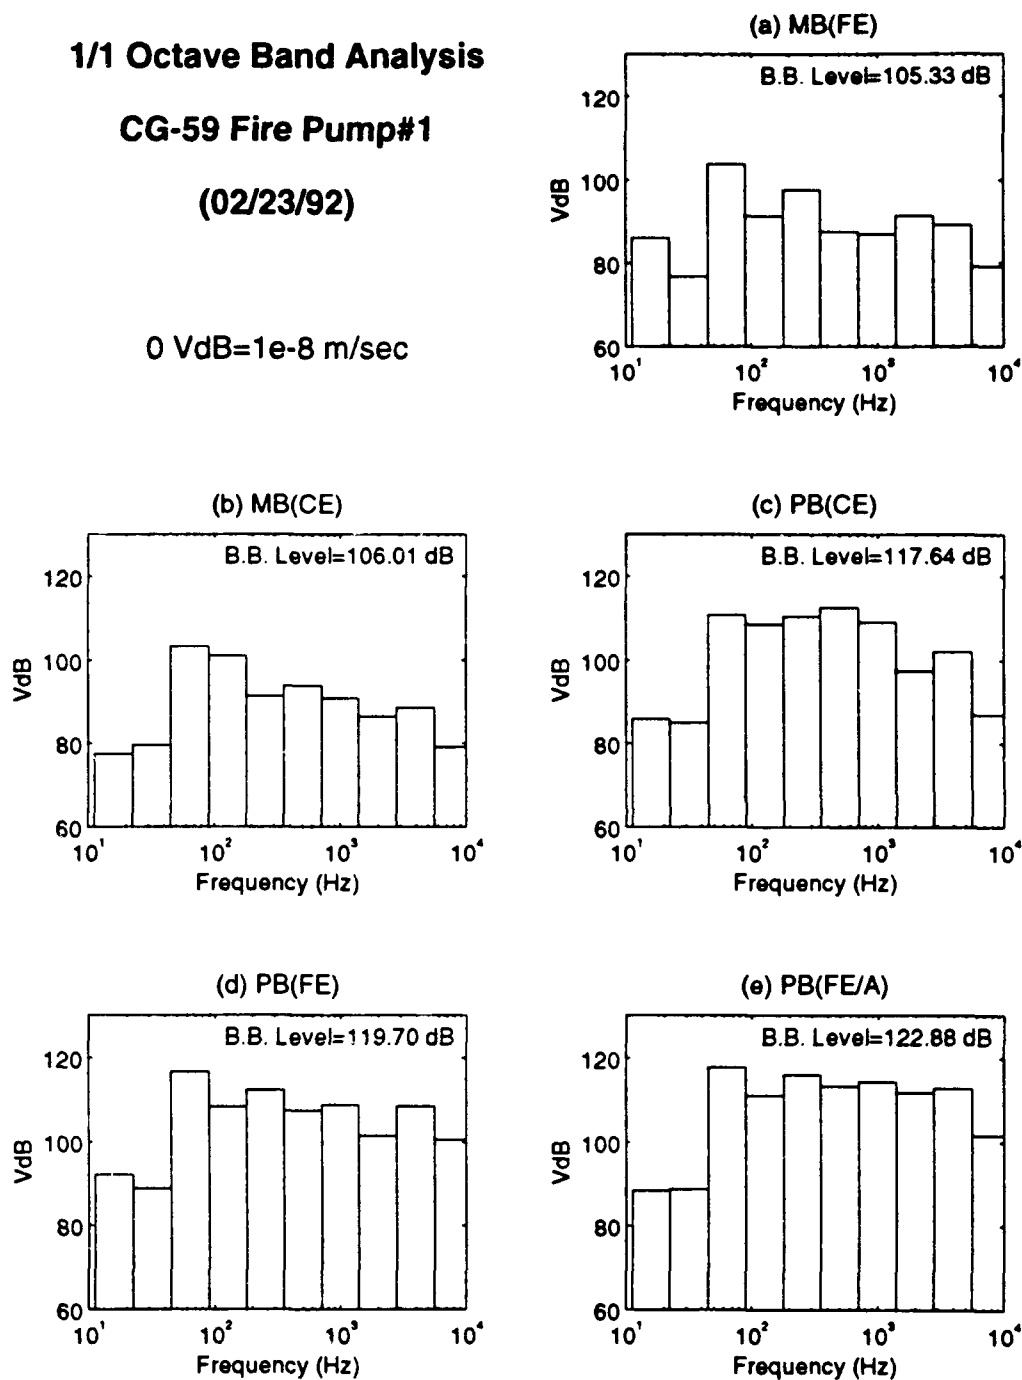 1/1 Octave Band Analysis
CG-59 Fire Pump#1
(02/23/92)
0 VdB=1e-8 m/sec
(a) MB(FE)
B.B. Level=105.33 dB
120
100
80
60
VdB
10¹ 10² 10³ 10⁴
Frequency (Hz)
(b) MB(CE)
B.B. Level=106.01 dB
120
100
80
60
VdB
10¹ 10² 10³ 10⁴
Frequency (Hz)
(c) PB(CE)
B.B. Level=117.64 dB
120
100
80
60
VdB
10¹ 10² 10³ 10⁴
Frequency (Hz)
(d) PB(FE)
B.B. Level=119.70 dB
120
100
80
60
VdB
10¹ 10² 10³ 10⁴
Frequency (Hz)
(e) PB(FE/A)
B.B. Level=122.88 dB
120
100
80
60
VdB
10¹ 10² 10³ 10⁴
Frequency (Hz)